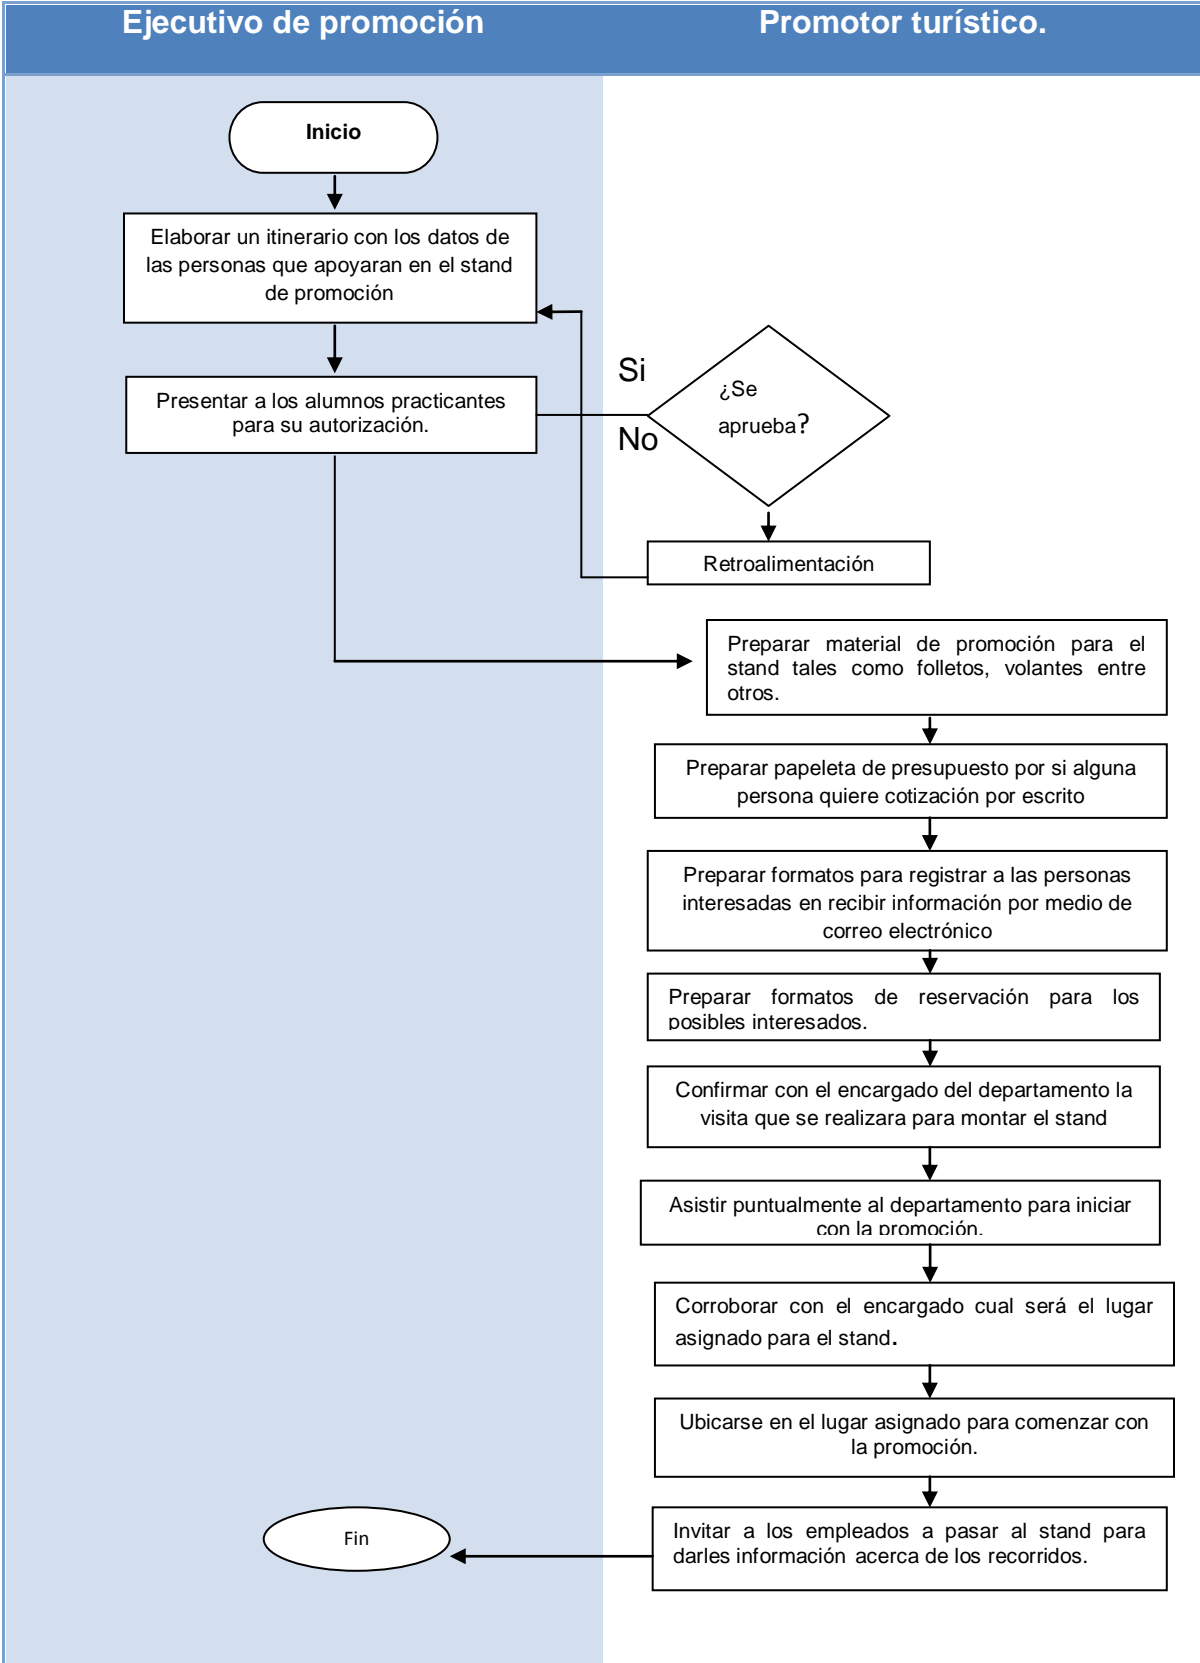 Ejecutivo de promoción
Promotor turístico.
Inicio
Elaborar un itinerario con los datos de
las personas que apoyaran en el stand
de promoción
Presentar a los alumnos practicantes
para su autorización.
Si
No
¿Se
aprueba?
Retroalimentación
Preparar material de promoción para el
stand tales como folletos, volantes entre
otros.
Preparar papeleta de presupuesto por si alguna
persona quiere cotización por escrito
Preparar formatos para registrar a las personas
interesadas en recibir información por medio de
correo electrónico
Preparar formatos de reservación para los
posibles interesados.
Confirmar con el encargado del departamento la
visita que se realizara para montar el stand
Asistir puntualmente al departamento para iniciar
con la promoción.
Corroborar con el encargado cual será el lugar
asignado para el stand.
Ubicarse en el lugar asignado para comenzar con
la promoción.
Invitar a los empleados a pasar al stand para
darles información acerca de los recorridos.
Fin